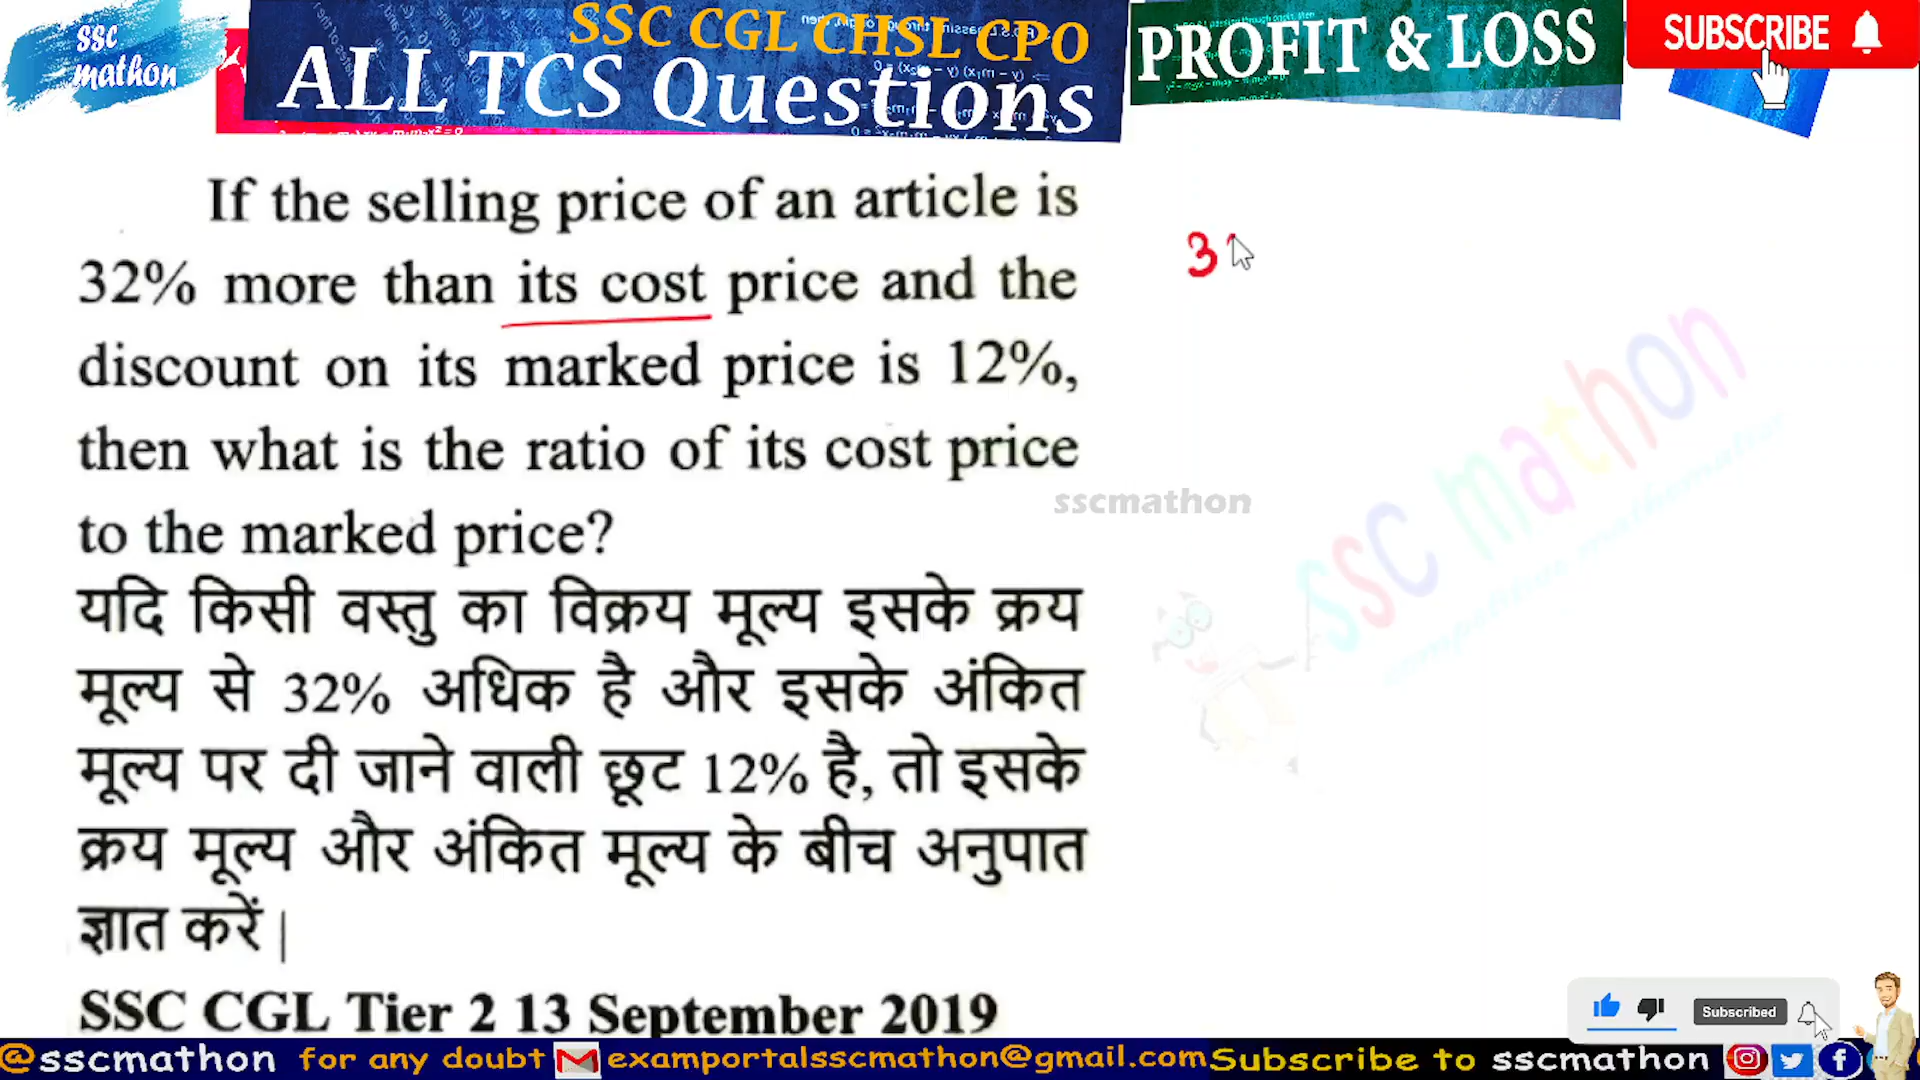 SSC
mathon
SSC CGL CHSL CPO
ALL TCS Questions
PROFIT & LOSS
SUBSCRIBE
If the selling price of an article is
32% more than its cost price and the
discount on its marked price is 12%,
then what is the ratio of its cost price
to the marked price?
3
sscmathon
ssc mathon
यदि किसी वस्तु का विक्रय मूल्य इसके क्रय
मूल्य से 32% अधिक है और इसके अंकित
मूल्य पर दी जाने वाली छूट 12% है, तो इसके
क्रय मूल्य और अंकित मूल्य के बीच अनुपात
ज्ञात करें|
SSC CGL Tier 2 13 September 2019
Subscribed
@sscmathon for any doubt examportalsscmathon@gmail.com Subscribe to sscmathon